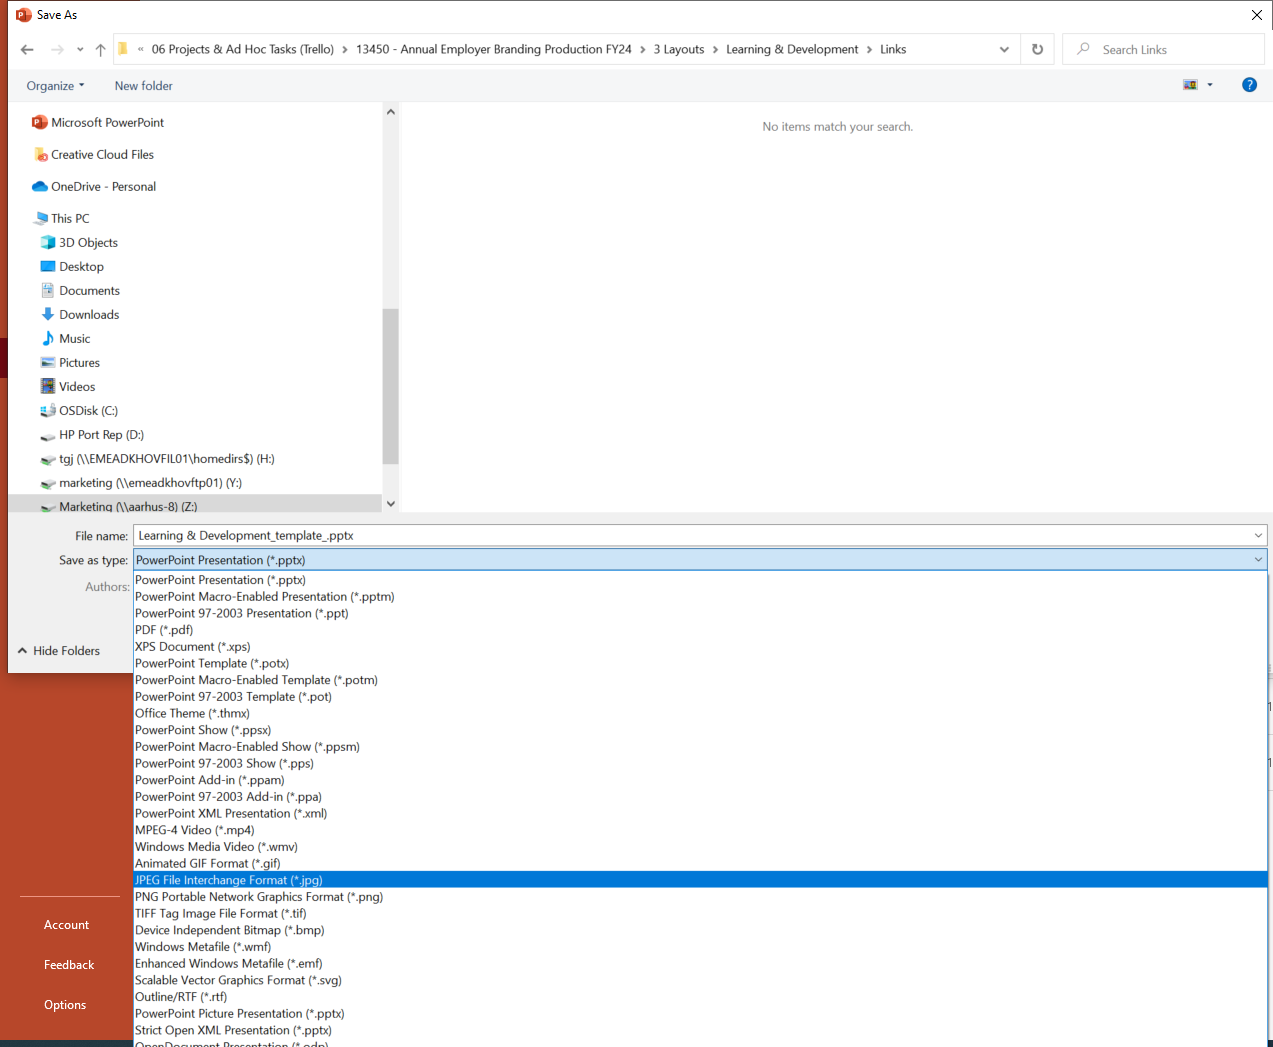 Save As
« 06 Projects & Ad Hoc Tasks (Trello) > 13450 - Annual Employer Branding Production FY24 > 3 Layouts > Learning & Development > Links
Search Links
Organize
New folder
?
Microsoft PowerPoint
Creative Cloud Files
OneDrive - Personal
This PC
3D Objects
Desktop
Documents
Downloads
Music
Pictures
Videos
OSDisk (C:)
HP Port Rep (D:)
tgj (\\EMEADKHOVFIL01\homedirs$) (H:)
marketing (\\emeadkhovftp01) (Y:)
Marketing (\\aarhus-8) (Z:)
No items match your search.
File name: Learning & Development_template_.pptx
Save as type: PowerPoint Presentation (*.pptx)
Authors:
Hide Folders
PowerPoint Presentation (*.pptx)
PowerPoint Macro-Enabled Presentation (*.pptm)
PowerPoint 97-2003 Presentation (*.ppt)
PDF (*.pdf)
XPS Document (*.xps)
PowerPoint Template (*.potx)
PowerPoint Macro-Enabled Template (*.potm)
PowerPoint 97-2003 Template (*.pot)
Office Theme (*.thmx)
PowerPoint Show (*.ppsx)
PowerPoint Macro-Enabled Show (*.ppsm)
PowerPoint 97-2003 Show (*.pps)
PowerPoint Add-in (*.ppam)
PowerPoint 97-2003 Add-in (*.ppa)
PowerPoint XML Presentation (*.xml)
MPEG-4 Video (*.mp4)
Windows Media Video (*.wmv)
Animated GIF Format (*.gif)
JPEG File Interchange Format (*.jpg)
PNG Portable Network Graphics Format (*.png)
TIFF Tag Image File Format (*.tif)
Device Independent Bitmap (*.bmp)
Windows Metafile (*.wmf)
Enhanced Windows Metafile (*.emf)
Scalable Vector Graphics Format (*.svg)
Outline/RTF (*.rtf)
PowerPoint Picture Presentation (*.pptx)
Strict Open XML Presentation (*.pptx)
OpenDocument Presentation (*.odp)
Account
Feedback
Options